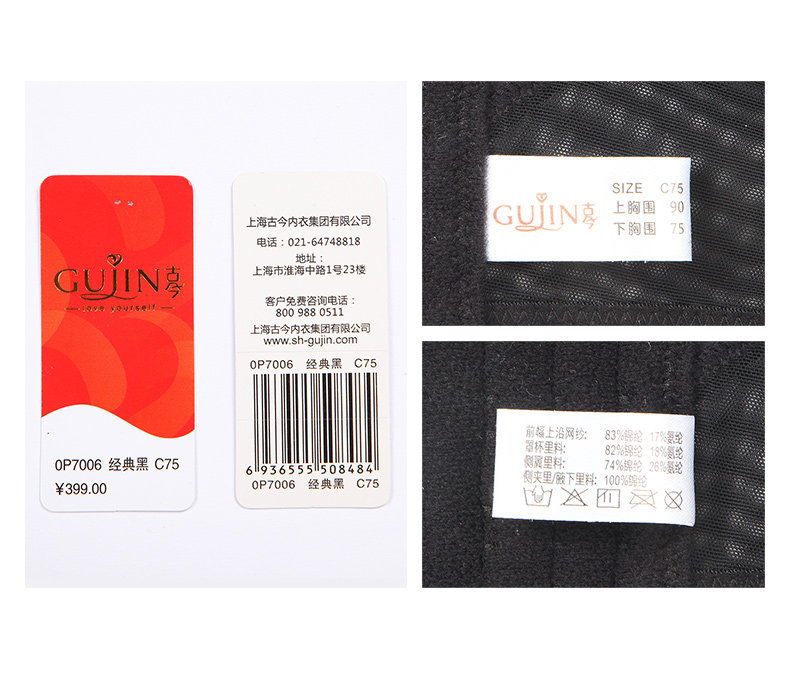 GUJIN 古今
love yourself
0P7006 经典黑 C75
¥399.00
上海古今内衣集团有限公司
电话：021-64748818
地址：
上海市淮海中路1号23楼
客户免费咨询电话：
800 988 0511
上海古今内衣集团有限公司
www.sh-gujin.com
0P7006 经典黑 C75
6 936555 508484
0P7006 经典黑 C75
GUJIN 古今
SIZE C75
上胸围 90
下胸围 75
前幅上沿网纱： 83%锦纶 17%氨纶
罩杯里料： 82%锦纶 18%氨纶
侧翼里料： 74%锦纶 26%氨纶
侧夹里/腋下里料：100%锦纶